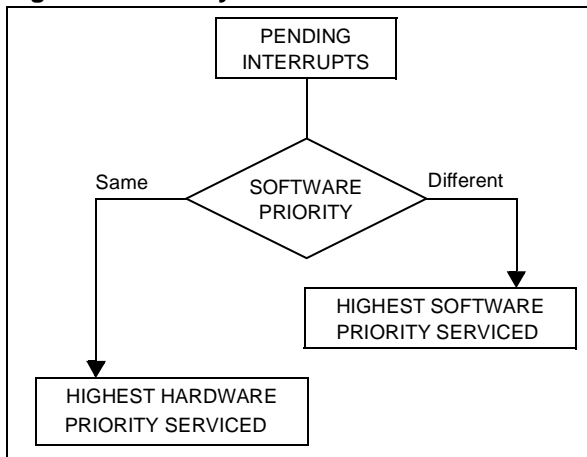 PENDING
INTERRUPTS
Same
SOFTWARE
PRIORITY
Different
HIGHEST SOFTWARE
PRIORITY SERVICED
HIGHEST HARDWARE
PRIORITY SERVICED